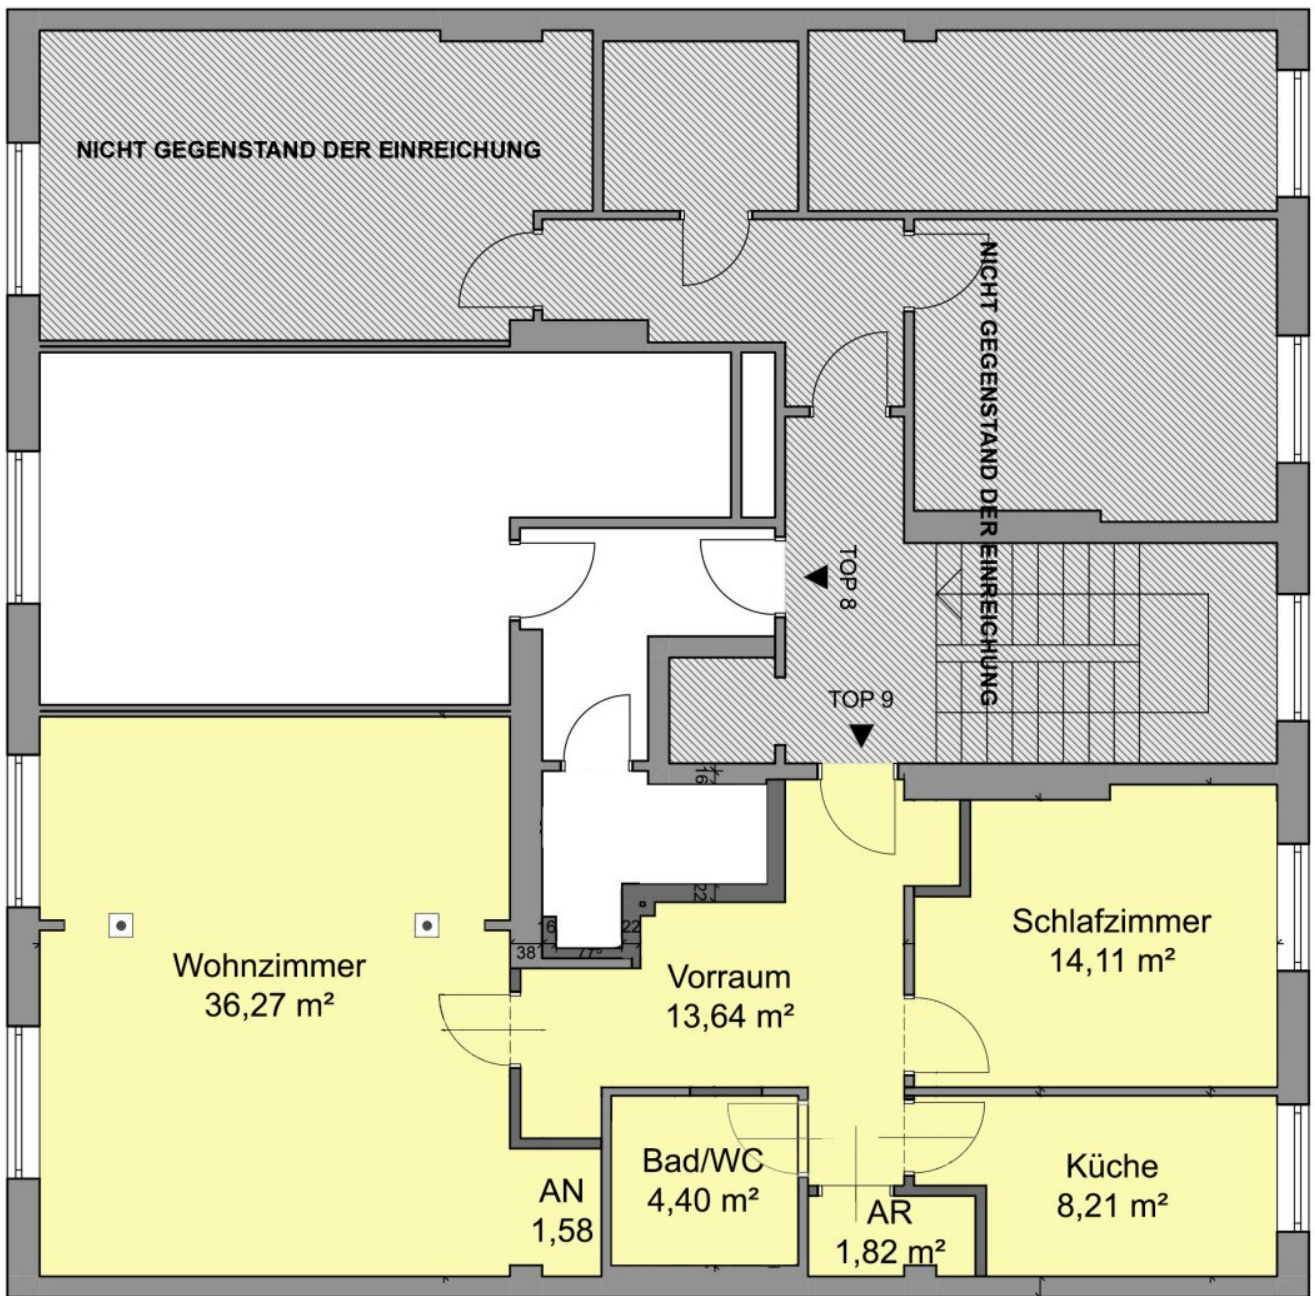 NICHT GEGENSTAND DER EINREICHUNG
NICHT GEGENSTAND DER EINREICHUNG
TOP 8
TOP 9
16
22
16
22
38
Schlafzimmer
14,11 m²
Wohnzimmer
36,27 m²
Vorraum
13,64 m²
Bad/WC
4,40 m²
Küche
8,21 m²
AN
1,58
AR
1,82 m²